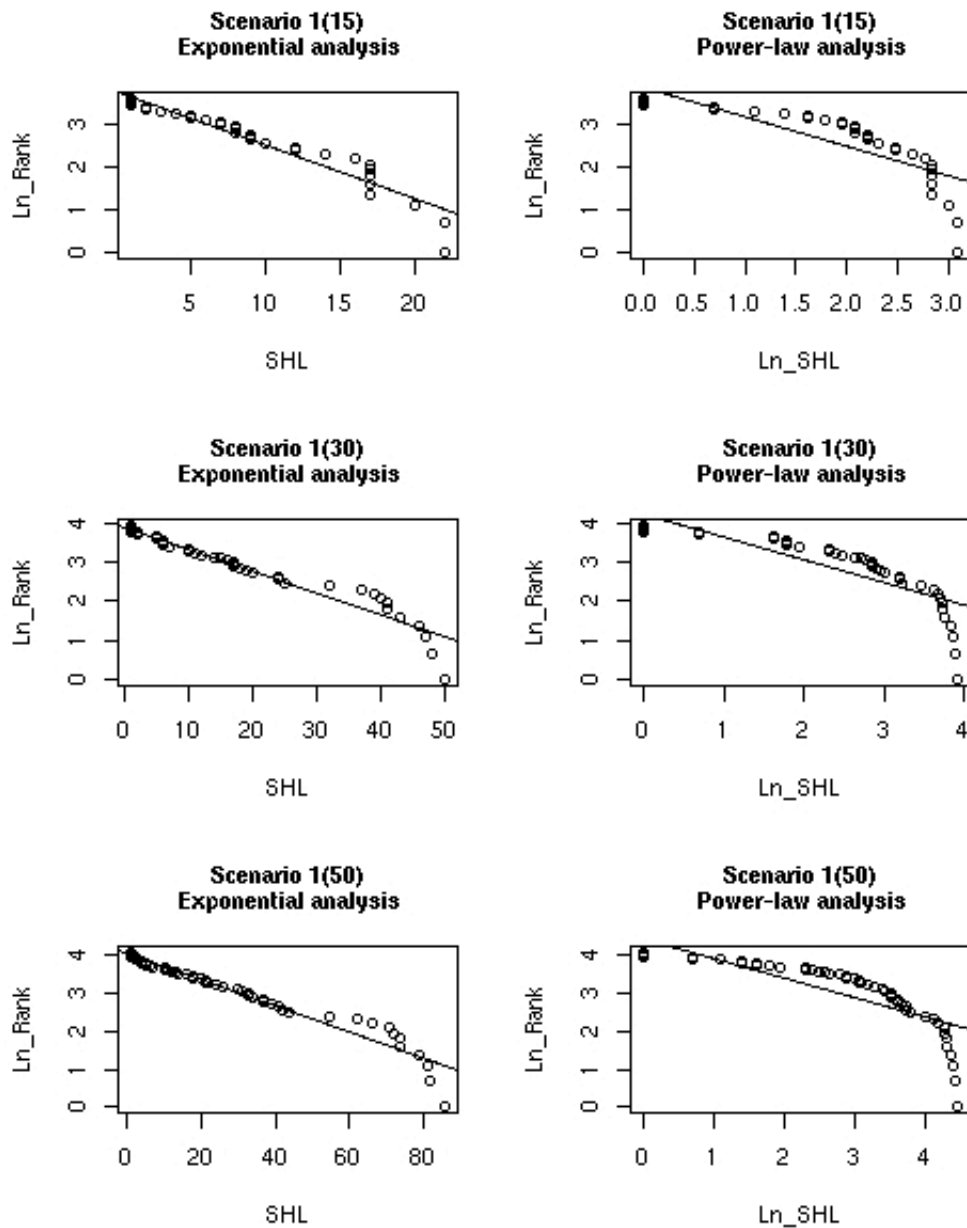 Scenario 1(15)
Exponential analysis
Ln_Rank
3
2
1
0
5 10 15 20
SHL
Scenario 1(15)
Power-law analysis
Ln_Rank
3
2
1
0
0.0 0.5 1.0 1.5 2.0 2.5 3.0
Ln_SHL
Scenario 1(30)
Exponential analysis
Ln_Rank
4
3
2
1
0
0 10 20 30 40 50
SHL
Scenario 1(30)
Power-law analysis
Ln_Rank
4
3
2
1
0
0 1 2 3 4
Ln_SHL
Scenario 1(50)
Exponential analysis
Ln_Rank
4
3
2
1
0
0 20 40 60 80
SHL
Scenario 1(50)
Power-law analysis
Ln_Rank
4
3
2
1
0
0 1 2 3 4
Ln_SHL